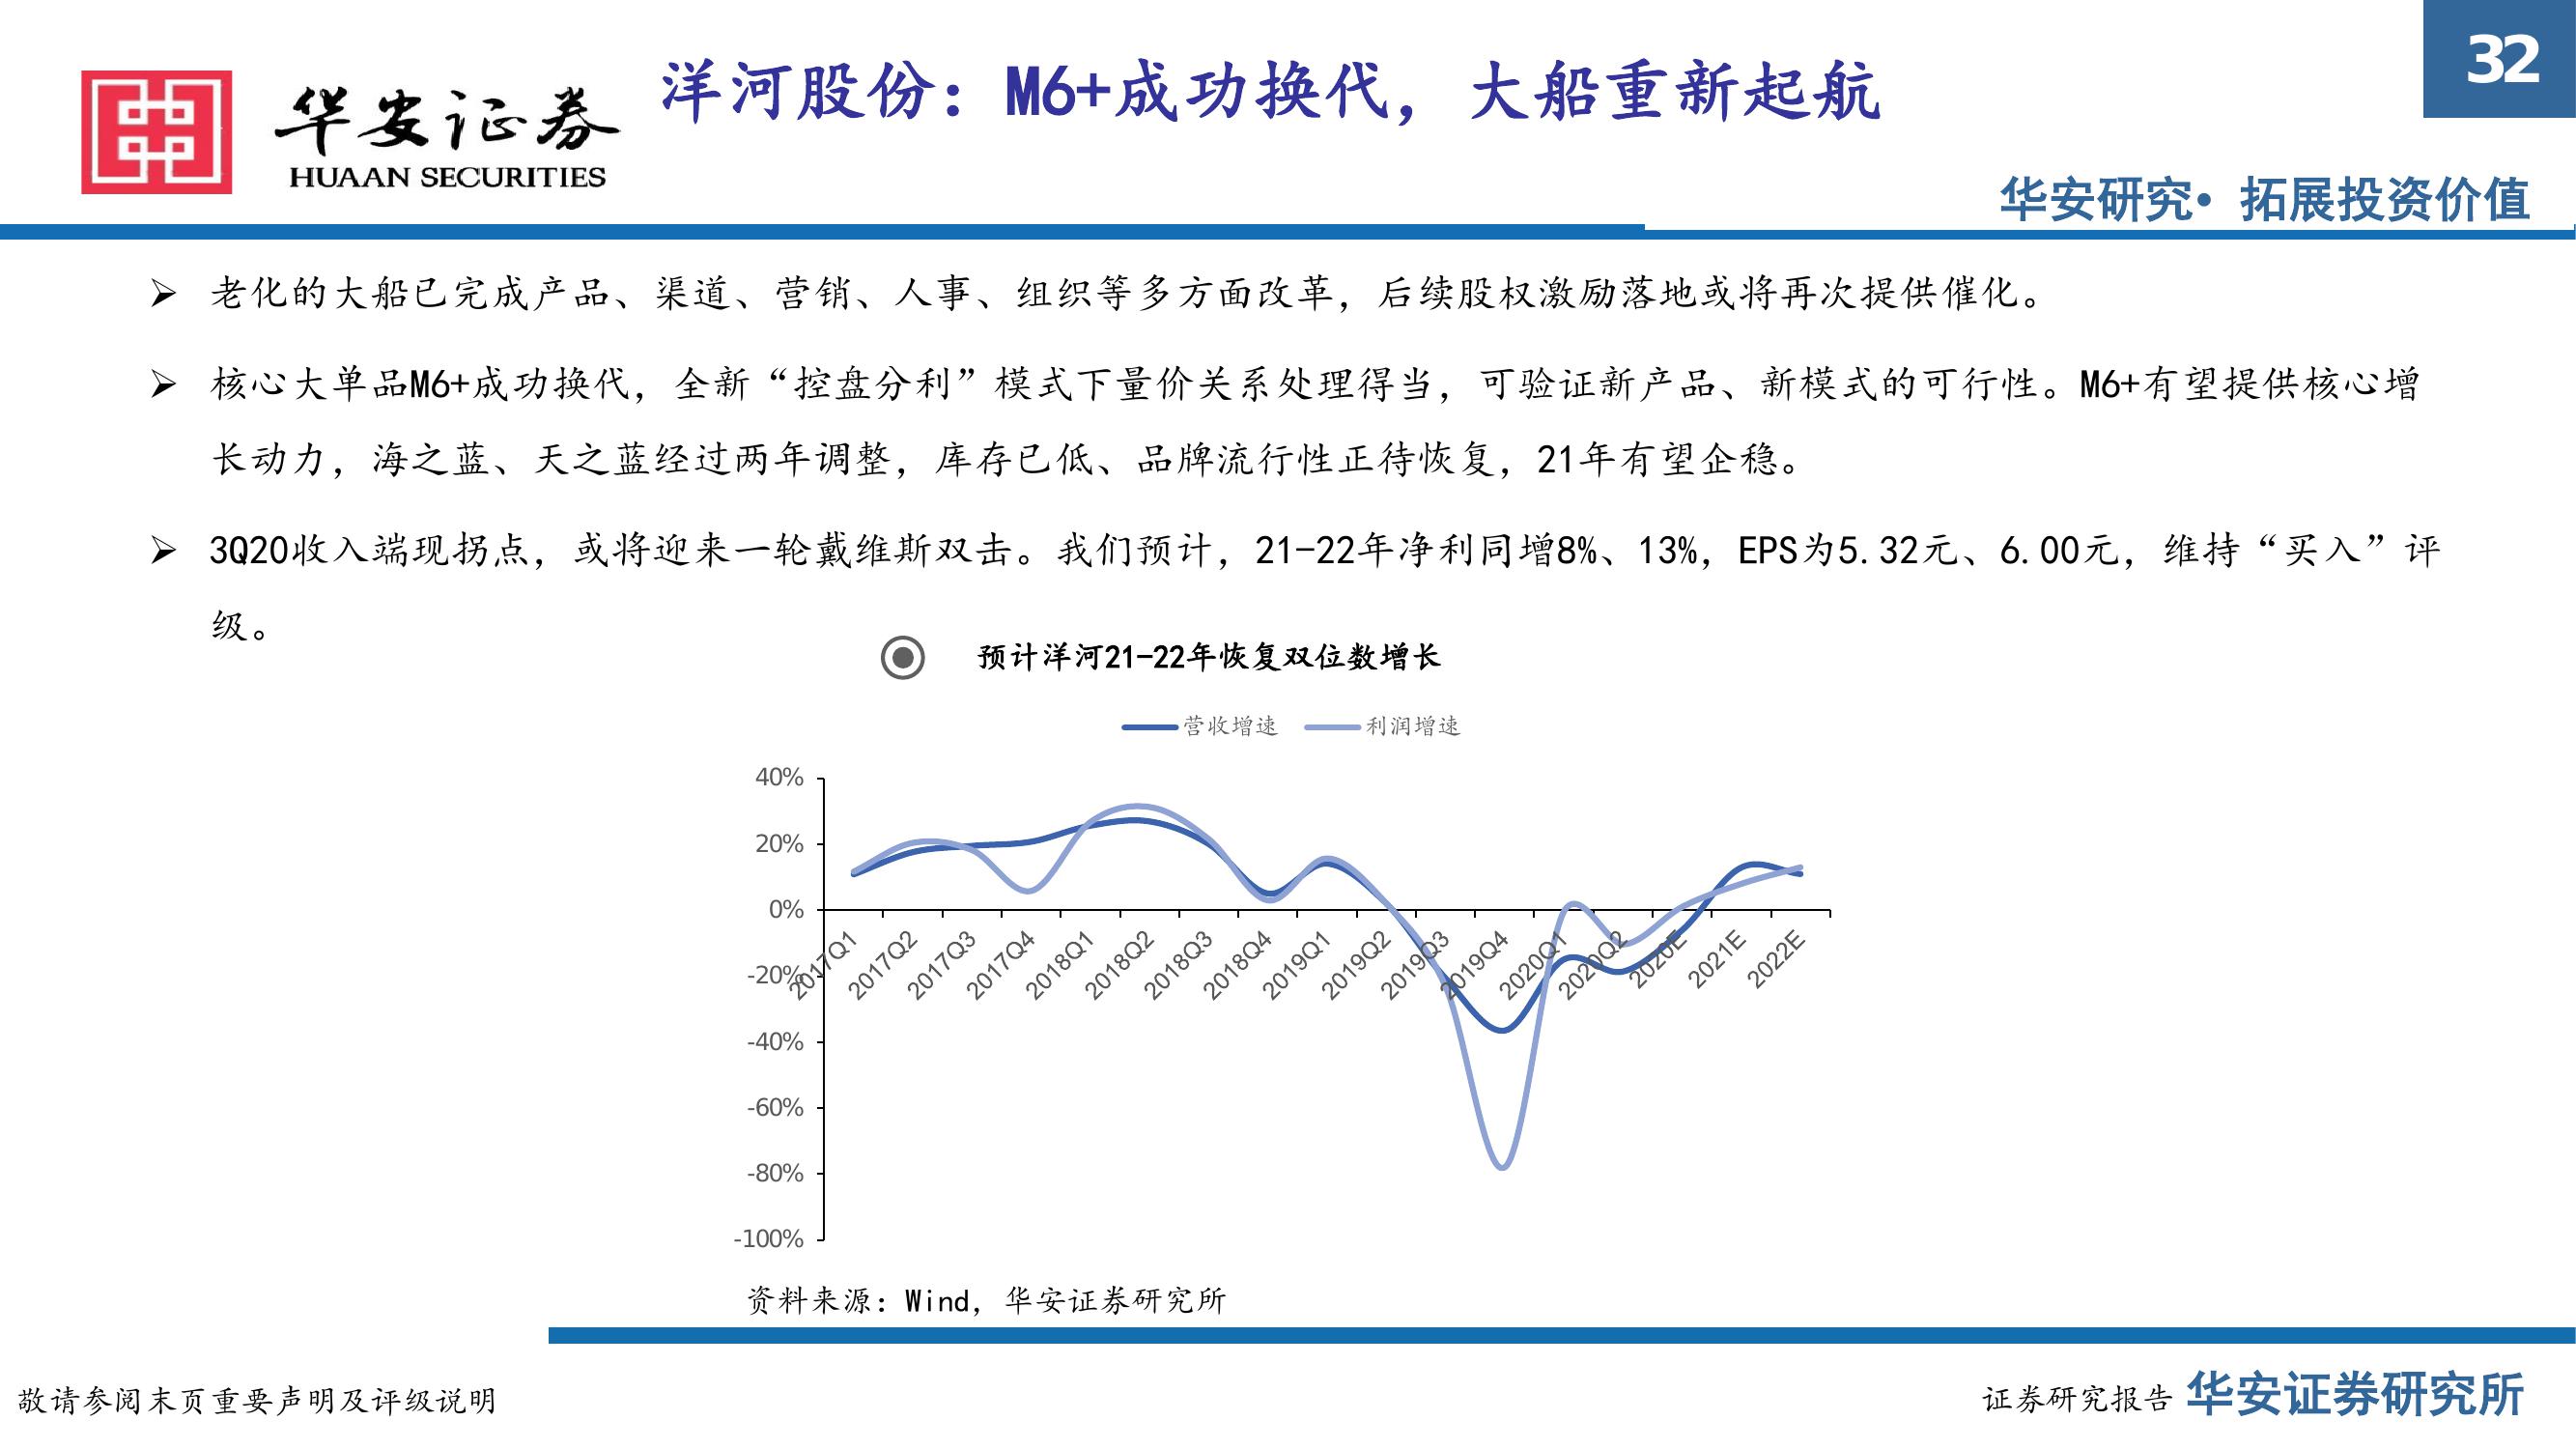 32
华安证券
HUAAN SECURITIES
洋河股份：M6+成功换代，大船重新起航
华安研究• 拓展投资价值
➢ 老化的大船已完成产品、渠道、营销、人事、组织等多方面改革，后续股权激励落地或将再次提供催化。
➢ 核心大单品M6+成功换代，全新“控盘分利”模式下量价关系处理得当，可验证新产品、新模式的可行性。M6+有望提供核心增
长动力，海之蓝、天之蓝经过两年调整，库存已低、品牌流行性正待恢复，21年有望企稳。
➢ 3Q20收入端现拐点，或将迎来一轮戴维斯双击。我们预计，21-22年净利同增8%、13%，EPS为5.32元、6.00元，维持“买入”评
级。
预计洋河21-22年恢复双位数增长
营收增速 利润增速
40%
20%
0%
-20%
-40%
-60%
-80%
-100%
2017Q1 2017Q2 2017Q3 2017Q4 2018Q1 2018Q2 2018Q3 2018Q4 2019Q1 2019Q2 2019Q3 2019Q4 2020Q1 2020Q2 2020E 2021E 2022E
资料来源：Wind，华安证券研究所
敬请参阅末页重要声明及评级说明
证券研究报告 华安证券研究所